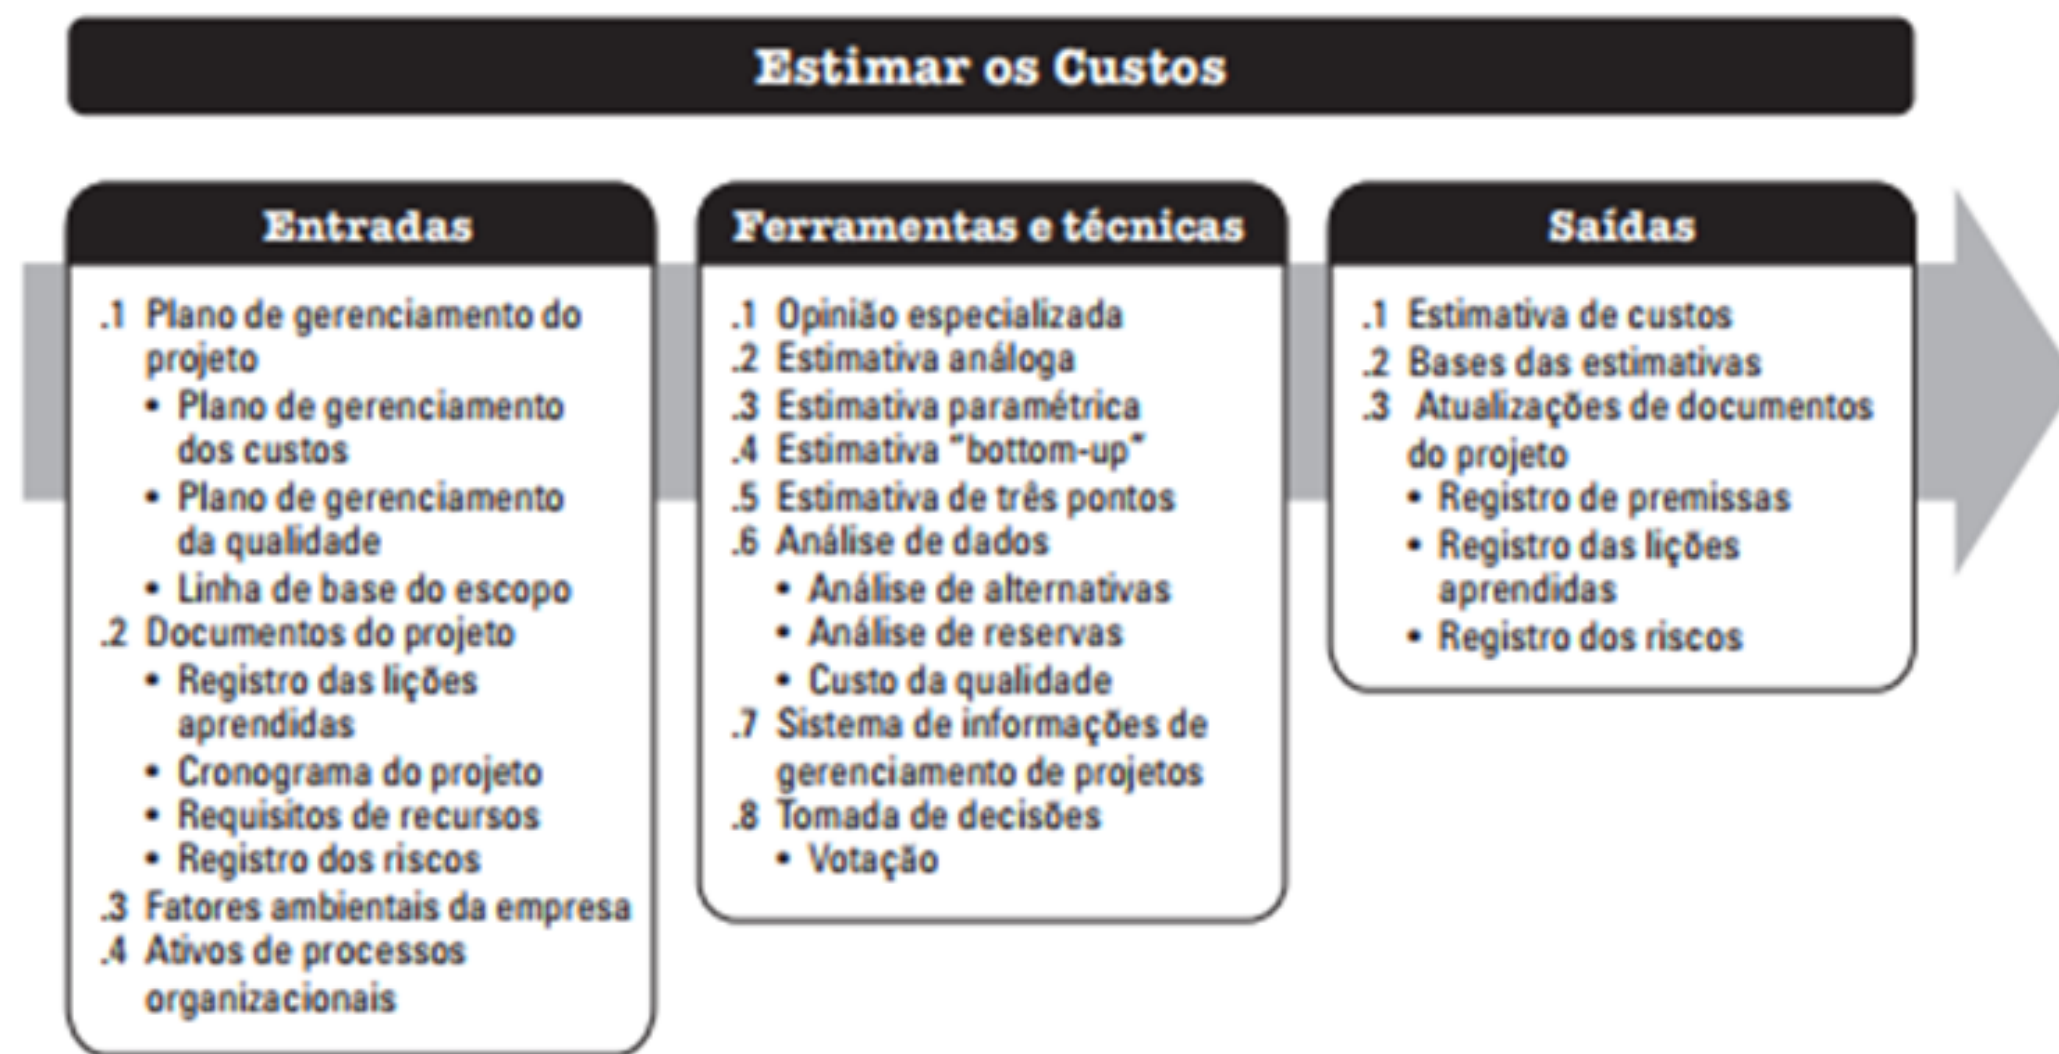 Estimar os Custos
Entradas
.1 Plano de gerenciamento do
projeto
• Plano de gerenciamento
dos custos
• Plano de gerenciamento
da qualidade
• Linha de base do escopo
.2 Documentos do projeto
• Registro das lições
aprendidas
• Cronograma do projeto
• Requisitos de recursos
• Registro dos riscos
.3 Fatores ambientais da empresa
.4 Ativos de processos
organizacionais
Ferramentas e técnicas
.1 Opinião especializada
.2 Estimativa análoga
.3 Estimativa paramétrica
.4 Estimativa "bottom-up"
.5 Estimativa de três pontos
.6 Análise de dados
• Análise de alternativas
• Análise de reservas
• Custo da qualidade
.7 Sistema de informações de
gerenciamento de projetos
.8 Tomada de decisões
• Votação
Saídas
.1 Estimativa de custos
.2 Bases das estimativas
.3 Atualizações de documentos
do projeto
• Registro de premissas
• Registro das lições
aprendidas
• Registro dos riscos